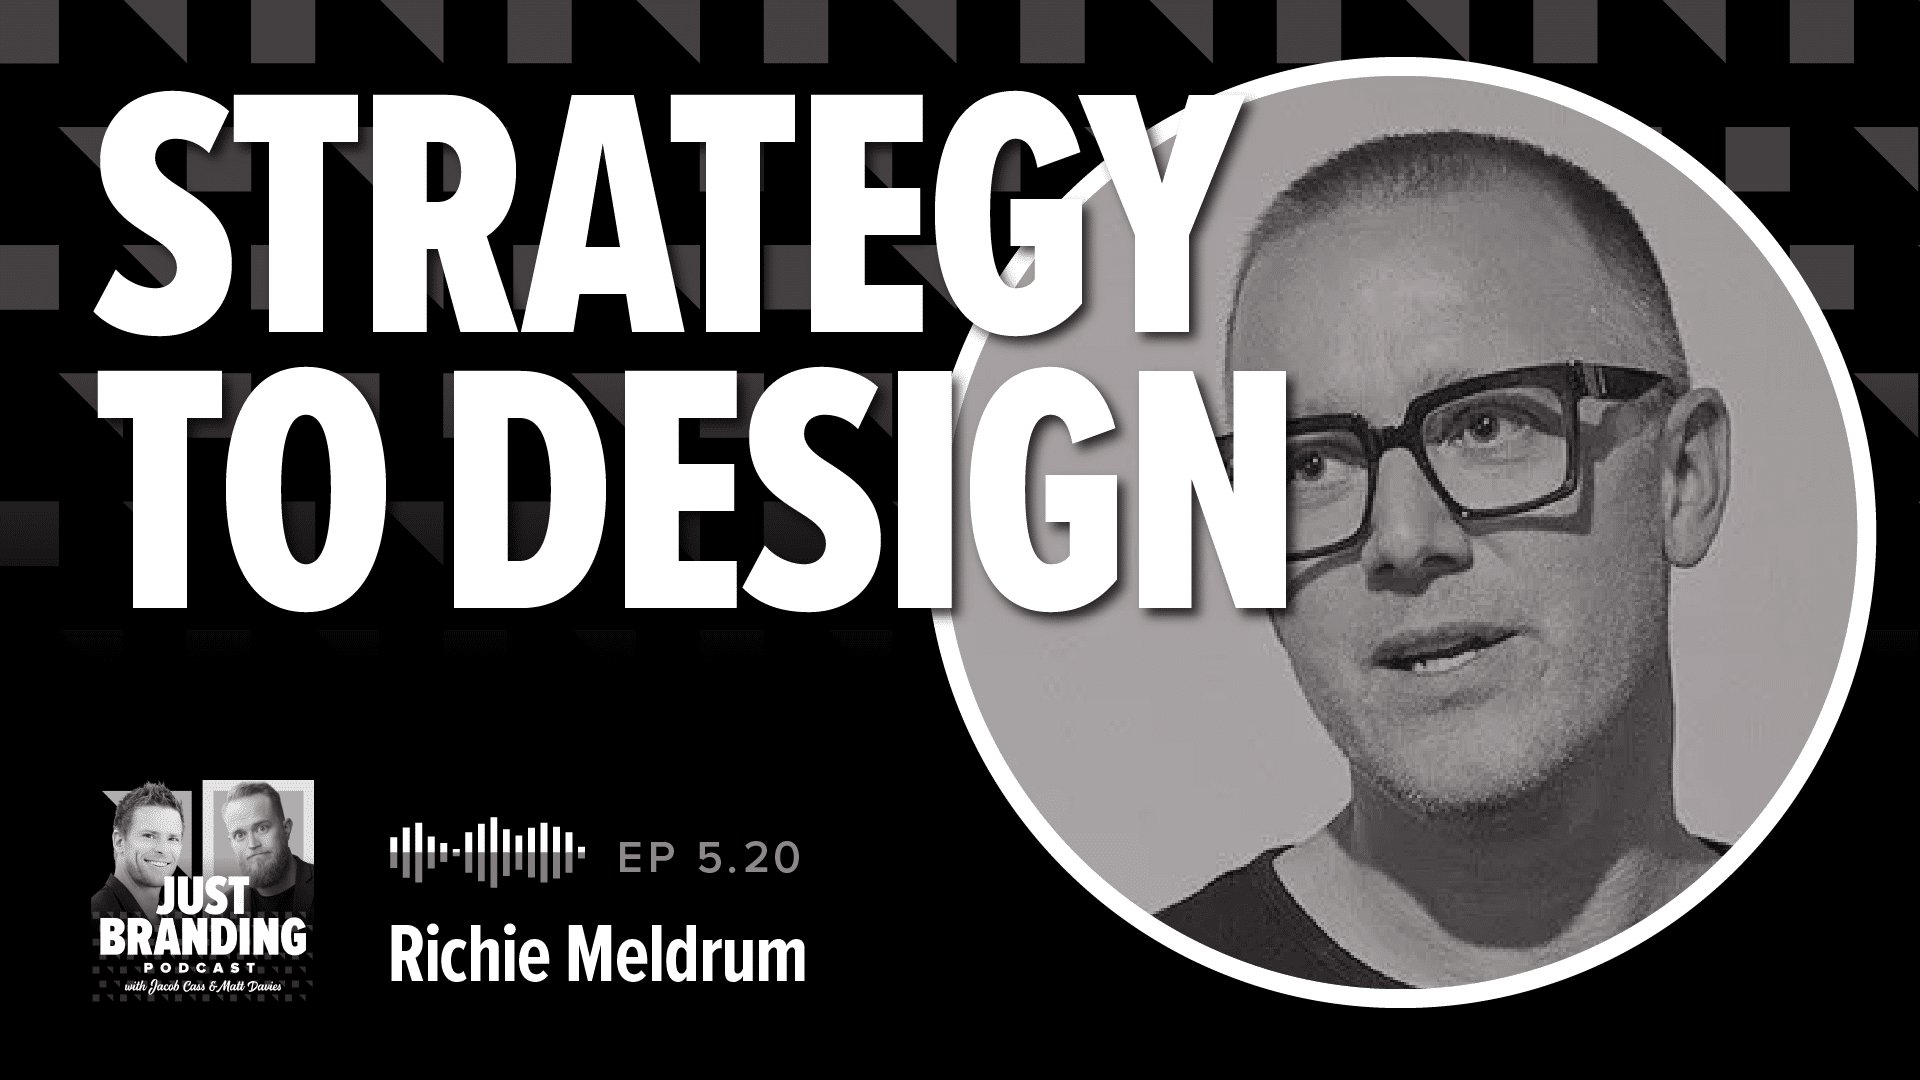 STRATEGY
TO DESIGN
JUST
BRANDING
PODCAST
with Jacob Cass & Matt Davies
EP 5.20
Richie Meldrum